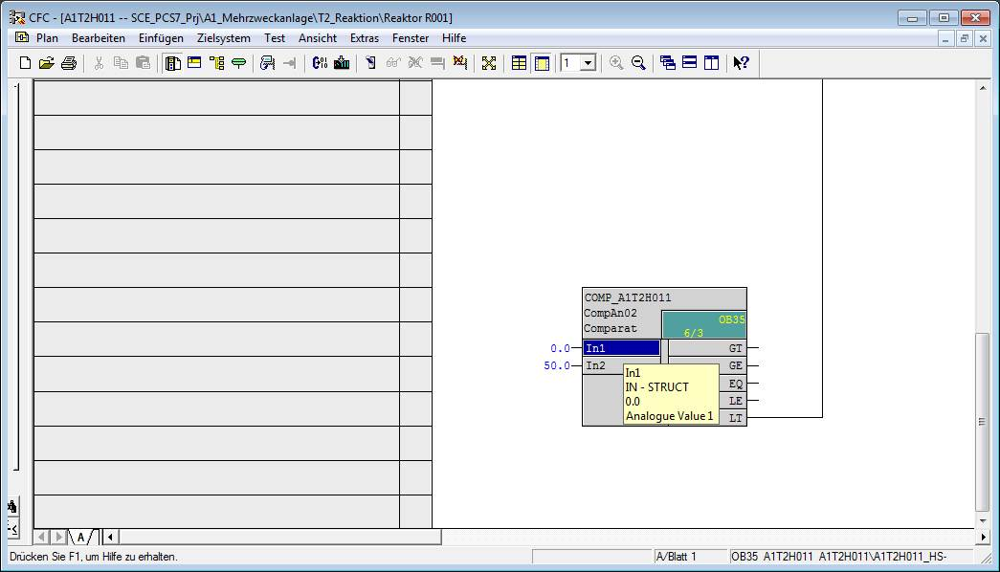 CFC - [A1T2H011 -- SCE_PCS7_Prj\A1_Mehrzweckanlage\T2_Reaktion\Reaktor R001]
Plan Bearbeiten Einfügen Zielsystem Test Ansicht Extras Fenster Hilfe
1
COMP_A1T2H011
CompAn02
Comparat
OB35
6/3
0.0 In1 GT
50.0 In2 GE
EQ
LE
LT
In1
IN - STRUCT
0.0
Analogue Value 1
A
Drücken Sie F1, um Hilfe zu erhalten. A/Blatt 1 OB35 A1T2H011 A1T2H011\A1T2H011_HS-